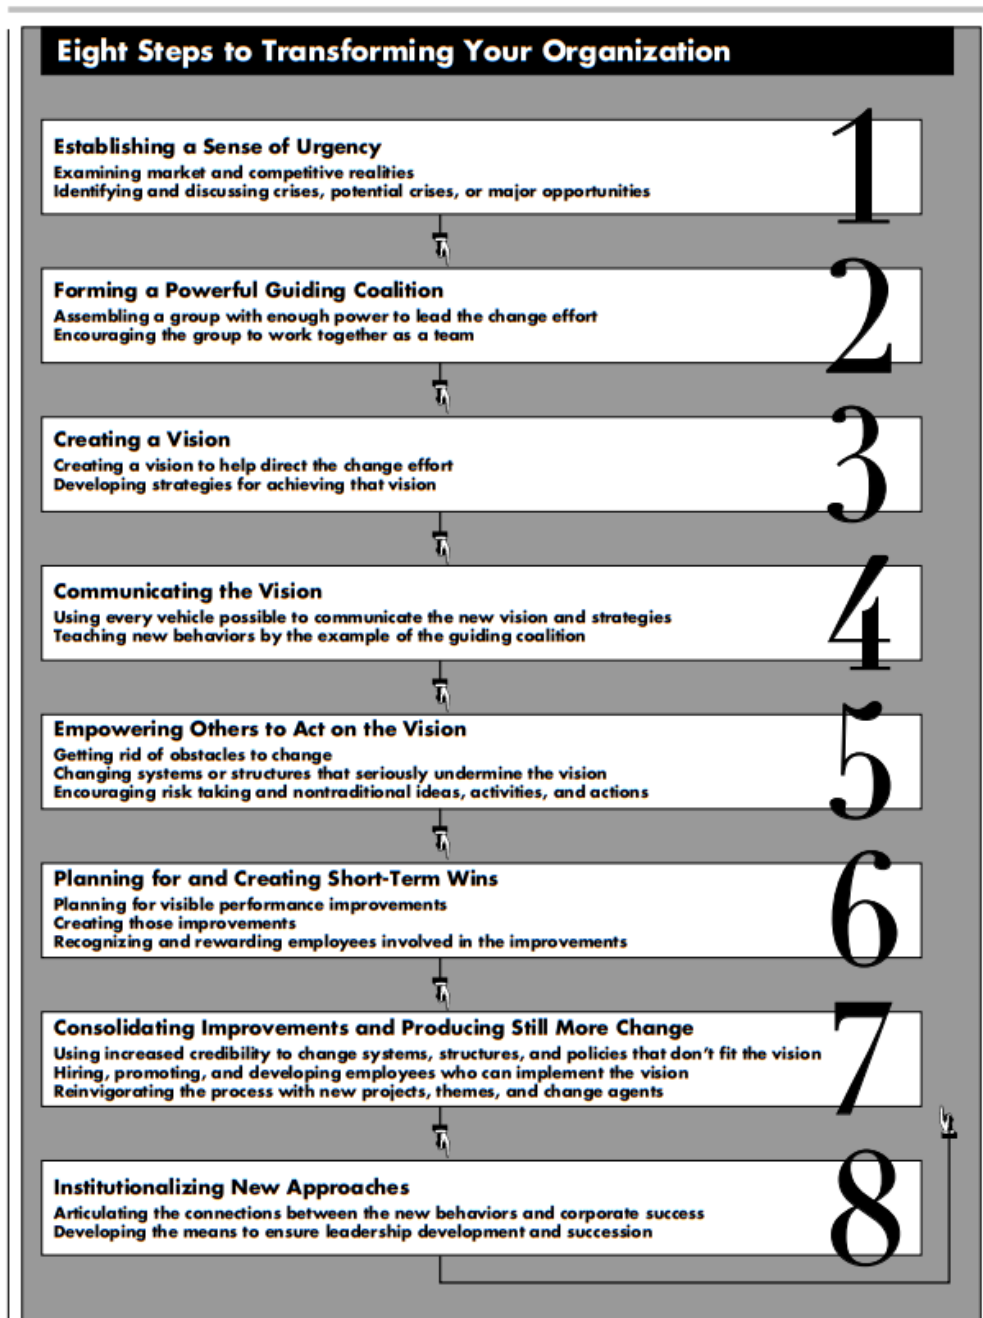 Eight Steps to Transforming Your Organization
1
Establishing a Sense of Urgency
Examining market and competitive realities
Identifying and discussing crises, potential crises, or major opportunities
2
Forming a Powerful Guiding Coalition
Assembling a group with enough power to lead the change effort
Encouraging the group to work together as a team
3
Creating a Vision
Creating a vision to help direct the change effort
Developing strategies for achieving that vision
4
Communicating the Vision
Using every vehicle possible to communicate the new vision and strategies
Teaching new behaviors by the example of the guiding coalition
5
Empowering Others to Act on the Vision
Getting rid of obstacles to change
Changing systems or structures that seriously undermine the vision
Encouraging risk taking and nontraditional ideas, activities, and actions
6
Planning for and Creating Short-Term Wins
Planning for visible performance improvements
Creating those improvements
Recognizing and rewarding employees involved in the improvements
7
Consolidating Improvements and Producing Still More Change
Using increased credibility to change systems, structures, and policies that don't fit the vision
Hiring, promoting, and developing employees who can implement the vision
Reinvigorating the process with new projects, themes, and change agents
8
Institutionalizing New Approaches
Articulating the connections between the new behaviors and corporate success
Developing the means to ensure leadership development and succession